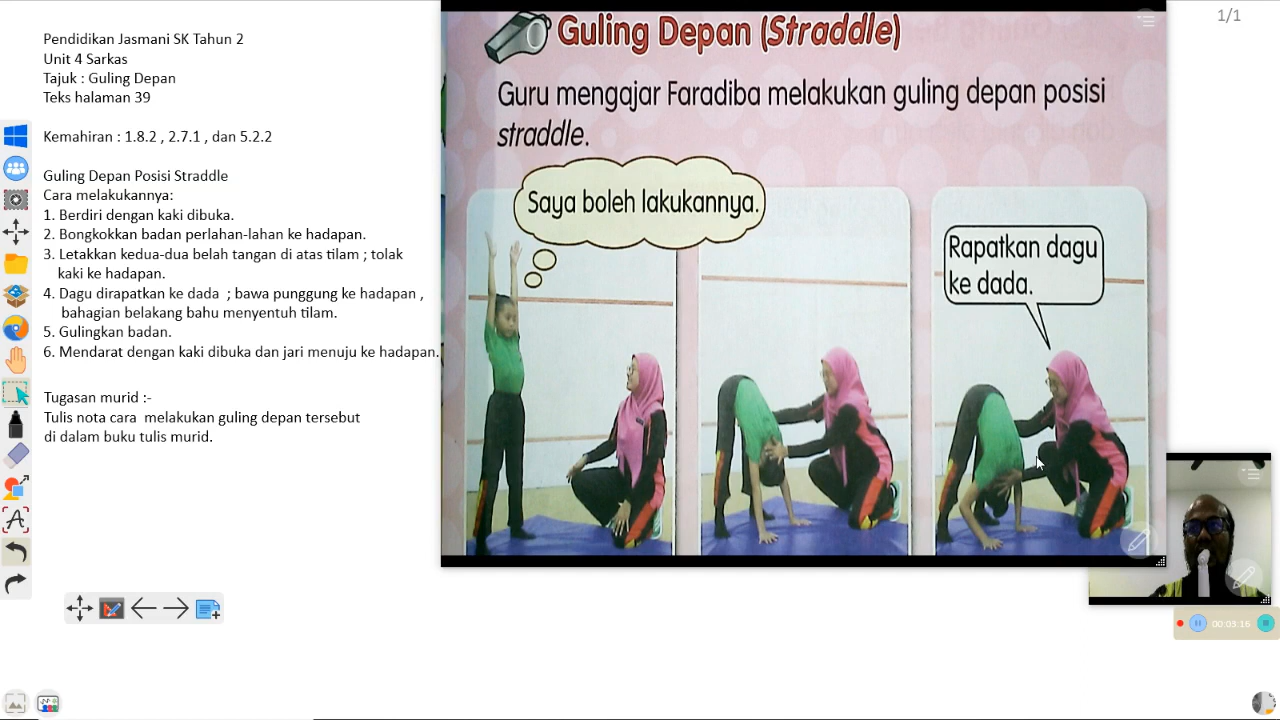 Pendidikan Jasmani SK Tahun 2
Unit 4 Sarkas
Tajuk : Guling Depan
Teks halaman 39
Kemahiran : 1.8.2 , 2.7.1 , dan 5.2.2
Guling Depan Posisi Straddle
Cara melakukannya:
1. Berdiri dengan kaki dibuka.
2. Bongkokkan badan perlahan-lahan ke hadapan.
3. Letakkan kedua-dua belah tangan di atas tilam ; tolak
kaki ke hadapan.
4. Dagu dirapatkan ke dada  ; bawa punggung ke hadapan ,
bahagian belakang bahu menyentuh tilam.
5. Gulingkan badan.
6. Mendarat dengan kaki dibuka dan jari menuju ke hadapan.
Tugasan murid :-
Tulis nota cara  melakukan guling depan tersebut
di dalam buku tulis murid.
Guling Depan (Straddle)
Guru mengajar Faradiba melakukan guling depan posisi
straddle.
Saya boleh lakukannya.
Rapatkan dagu
ke dada.
1/1
00:03:16